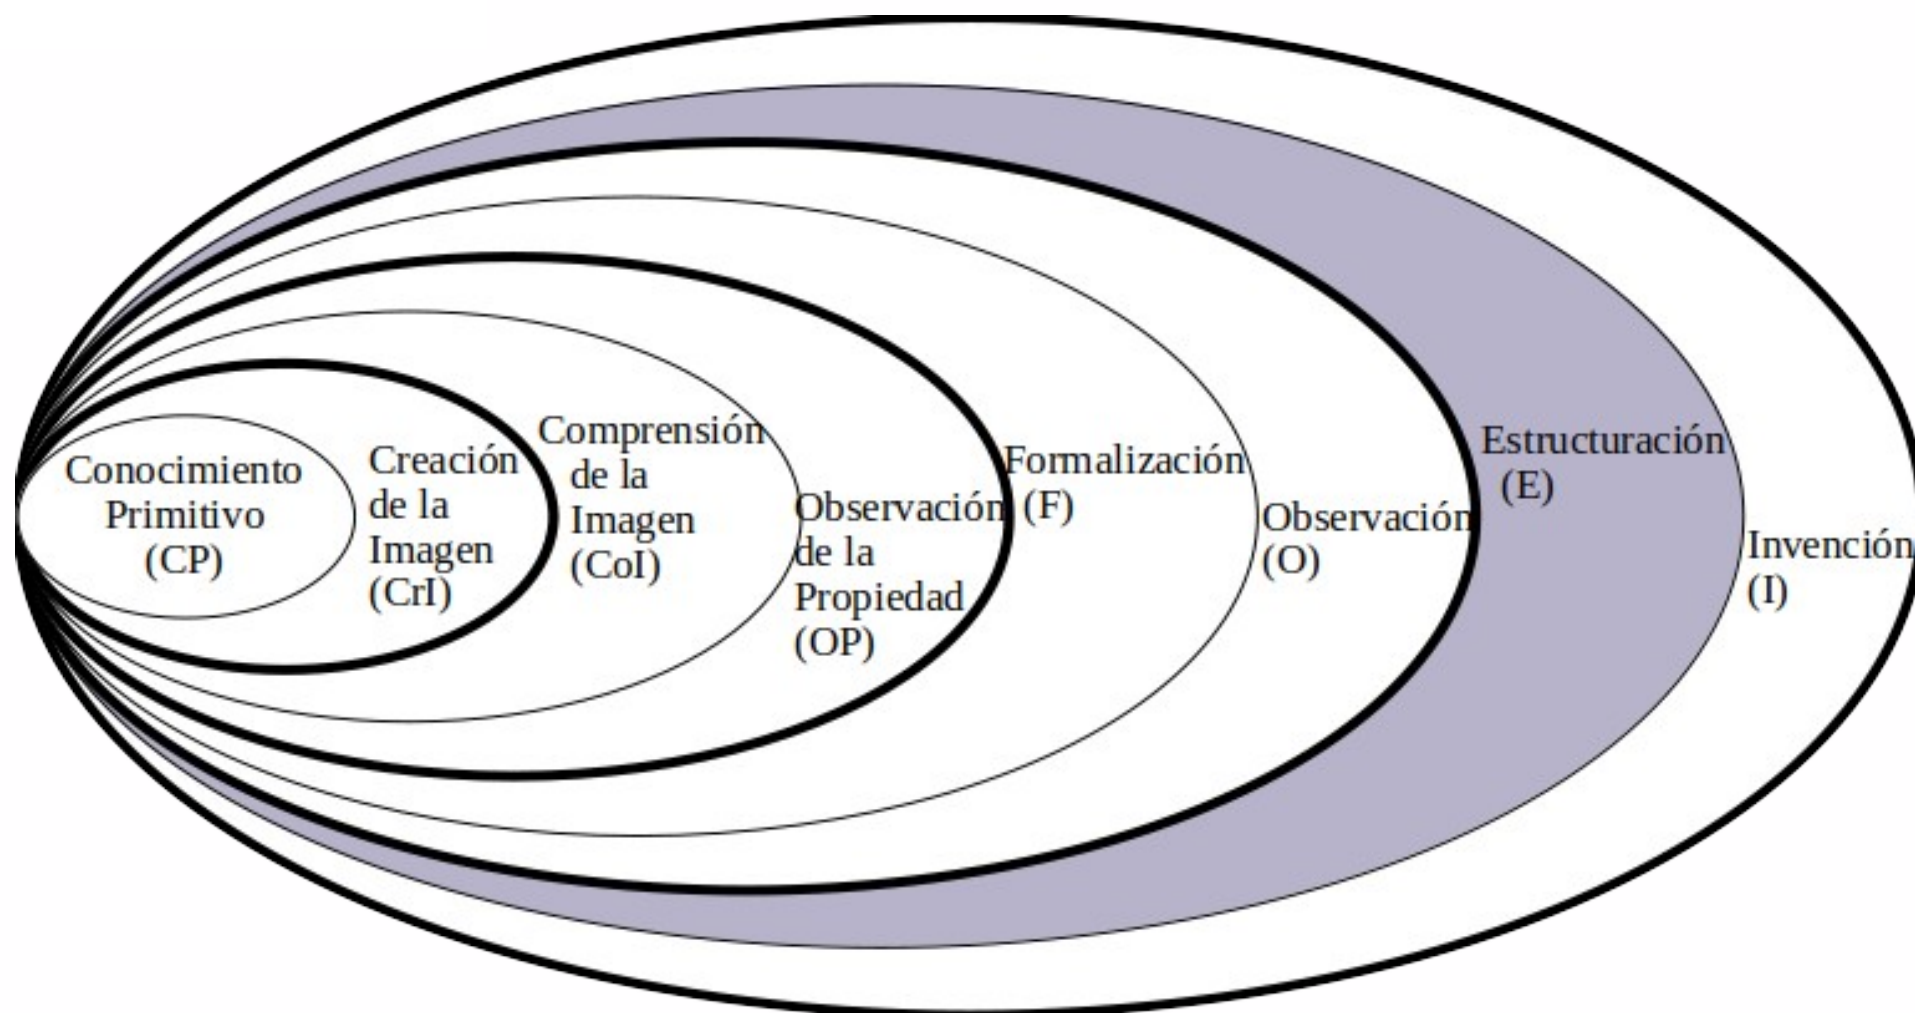 Conocimiento
Primitivo
(CP)
Creación
de la
Imagen
(CrI)
Comprensión
de la
Imagen
(CoI)
Observación
de la
Propiedad
(OP)
Formalización
(F)
Observación
(O)
Estructuración
(E)
Invención
(I)